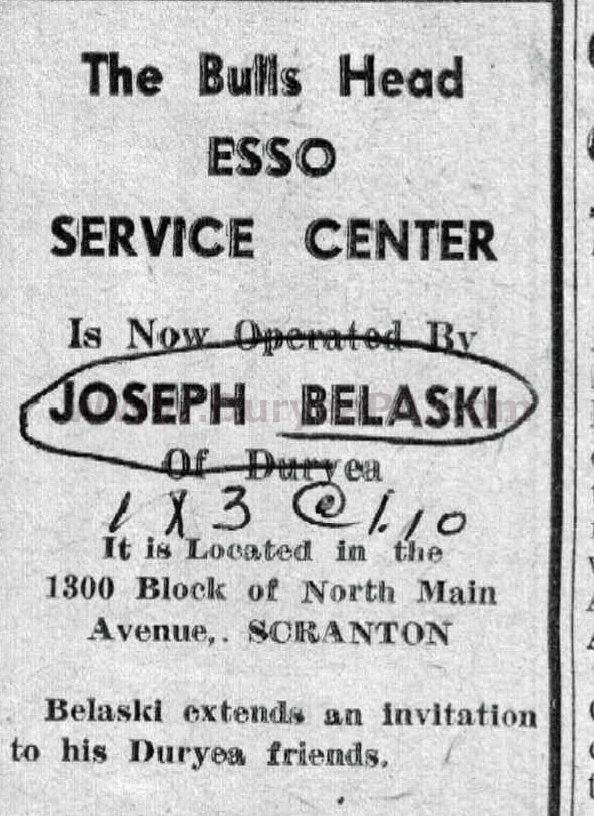 The Bulls Head
ESSO
SERVICE CENTER
Is Now Operated By
JOSEPH BELASKI
Of Duryea
1 X 3 @ 1.10
It is Located in the
1300 Block of North Main
Avenue,. SCRANTON
Belaski extends an invitation
to his Duryea friends.